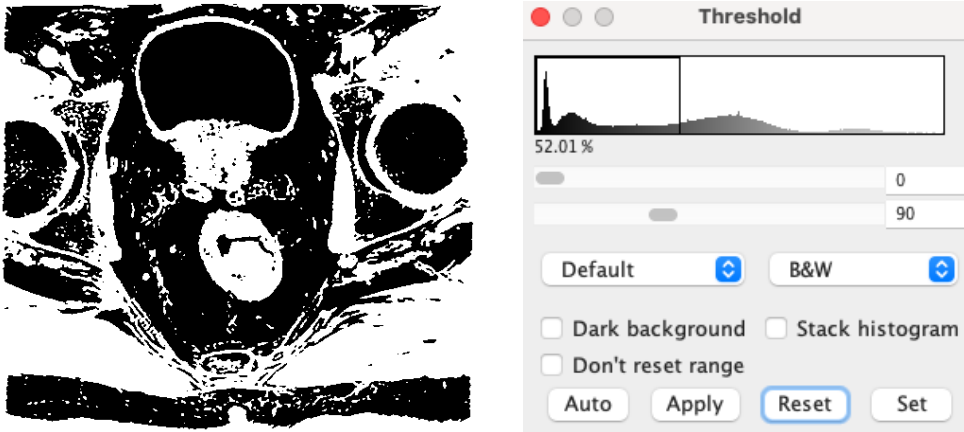 Threshold
52.01 %
0
90
Default B&W
Dark background Stack histogram
Don't reset range
Auto Apply Reset Set